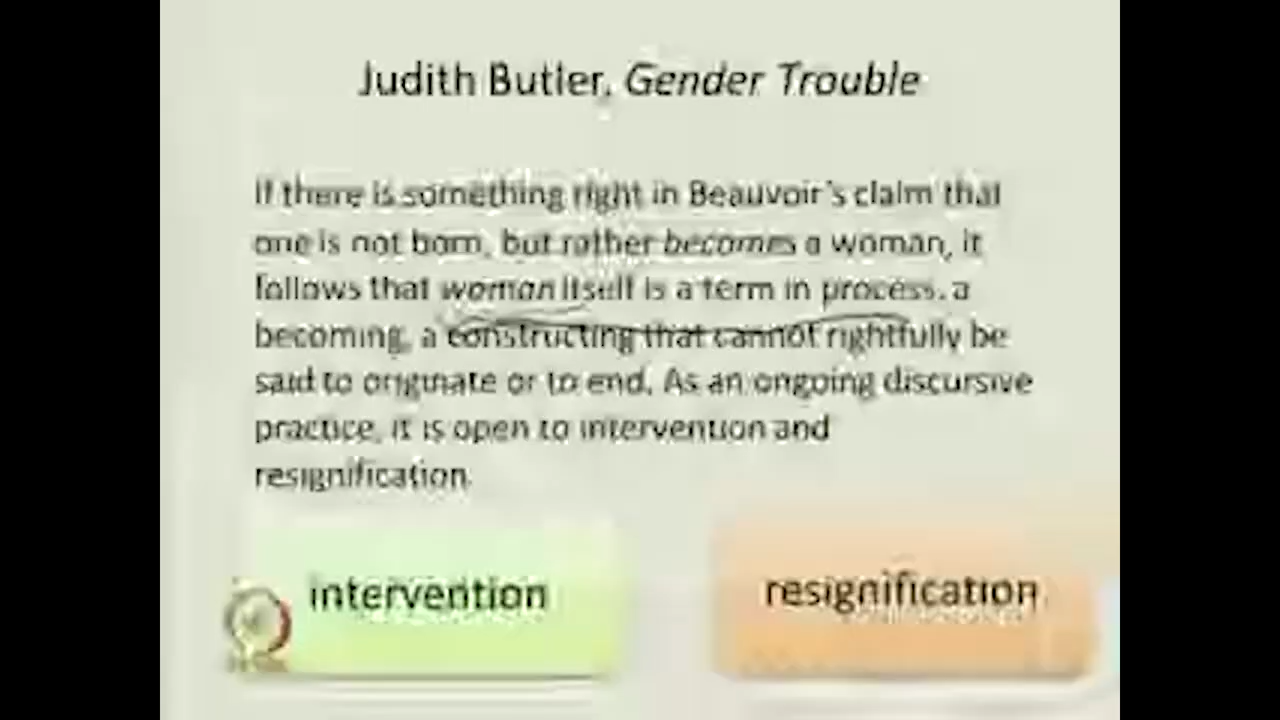 Judith Butler, Gender Trouble
If there is something right in Beauvoir's claim that
one is not born, but rather becomes a woman, it
follows that woman itself is a term in process, a
becoming, a constructing that cannot rightfully be
said to originate or to end. As an ongoing discursive
practice, it is open to intervention and
resignification.
intervention
resignification